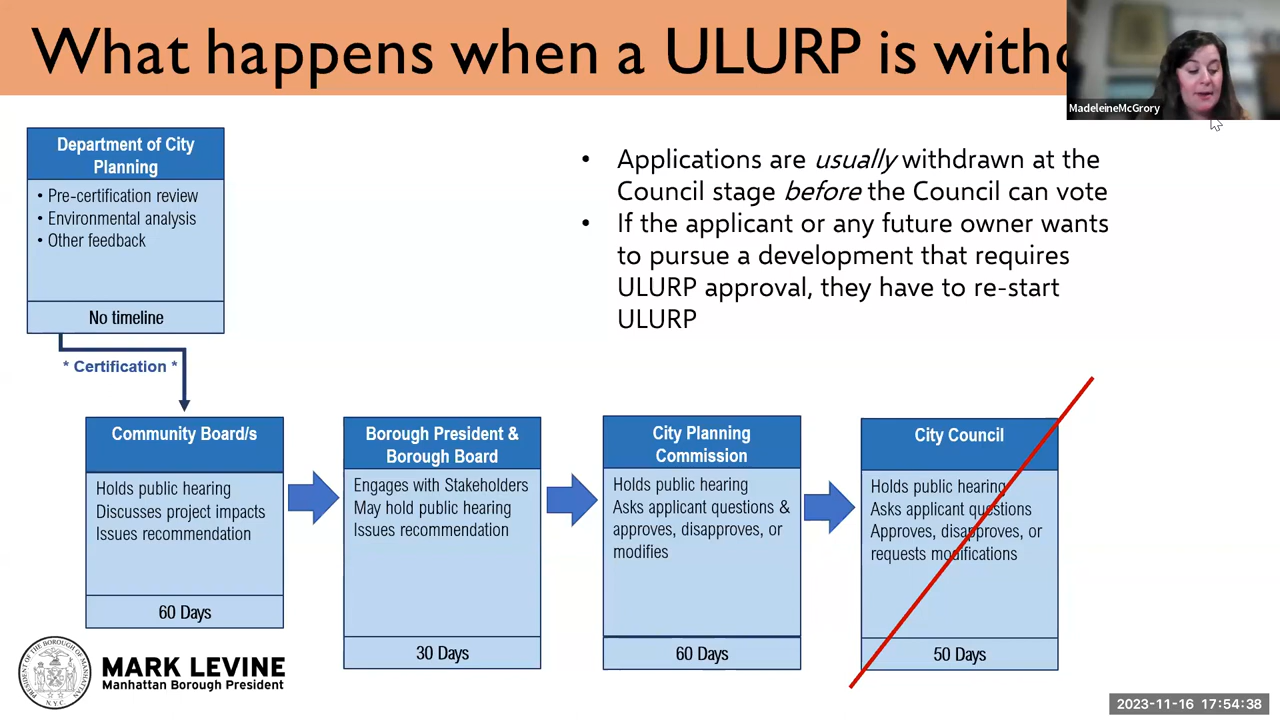 What happens when a ULURP is
MadeleineMcGrory
Department of City
Planning
• Pre-certification review
• Environmental analysis
• Other feedback
No timeline
* Certification *
• Applications are usually withdrawn at the
Council stage before the Council can vote
• If the applicant or any future owner wants
to pursue a development that requires
ULURP approval, they have to re-start
ULURP
Community Board/s
Holds public hearing
Discusses project impacts
Issues recommendation
60 Days
Borough President &
Borough Board
Engages with Stakeholders
May hold public hearing
Issues recommendation
30 Days
City Planning
Commission
Holds public hearing
Asks applicant questions &
approves, disapproves, or
modifies
60 Days
City Council
Holds public hearing
Asks applicant questions
Approves, disapproves, or
requests modifications
50 Days
MARK LEVINE
Manhattan Borough President
2023-11-16 17:54:38